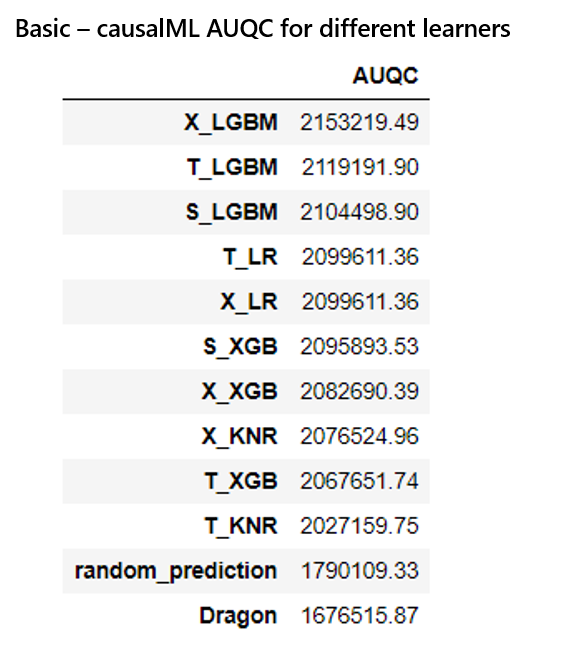 Basic – causalML AUQC for different learners
AUQC
X_LGBM 2153219.49
T_LGBM 2119191.90
S_LGBM 2104498.90
T_LR 2099611.36
X_LR 2099611.36
S_XGB 2095893.53
X_XGB 2082690.39
X_KNR 2076524.96
T_XGB 2067651.74
T_KNR 2027159.75
random_prediction 1790109.33
Dragon 1676515.87